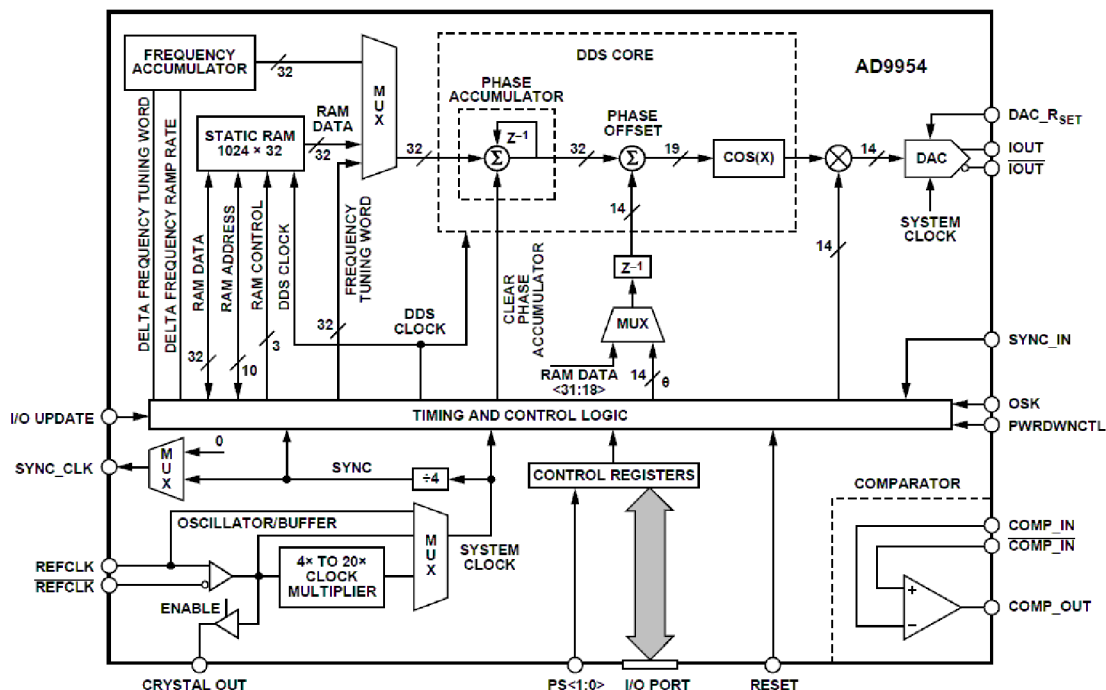 FREQUENCY
ACCUMULATOR
32
M
U
X
DDS CORE
AD9954
PHASE
ACCUMULATOR
Z–1
PHASE
OFFSET
DAC_RSET
STATIC RAM
1024 × 32
RAM
DATA
32
32
Σ
32
Σ
19
COS(X)
14
DAC
IOUT
IOUT
SYSTEM
CLOCK
DELTA FREQUENCY TUNING WORD
DELTA FREQUENCY RAMP RATE
RAM DATA
RAM ADDRESS
RAM CONTROL
DDS CLOCK
FREQUENCY
TUNING WORD
CLEAR
PHASE
ACCUMULATOR
14
Z–1
14
MUX
DDS
CLOCK
32
10
3
32
RAM DATA
<31:18>
14
θ
SYNC_IN
I/O UPDATE
TIMING AND CONTROL LOGIC
OSK
PWRDWNCTL
SYNC_CLK
M
U
X
0
SYNC
÷4
CONTROL REGISTERS
COMPARATOR
OSCILLATOR/BUFFER
M
U
X
SYSTEM
CLOCK
REFCLK
REFCLK
4× TO 20×
CLOCK
MULTIPLIER
ENABLE
COMP_IN
COMP_IN
+
–
COMP_OUT
CRYSTAL OUT
PS<1:0>
I/O PORT
RESET